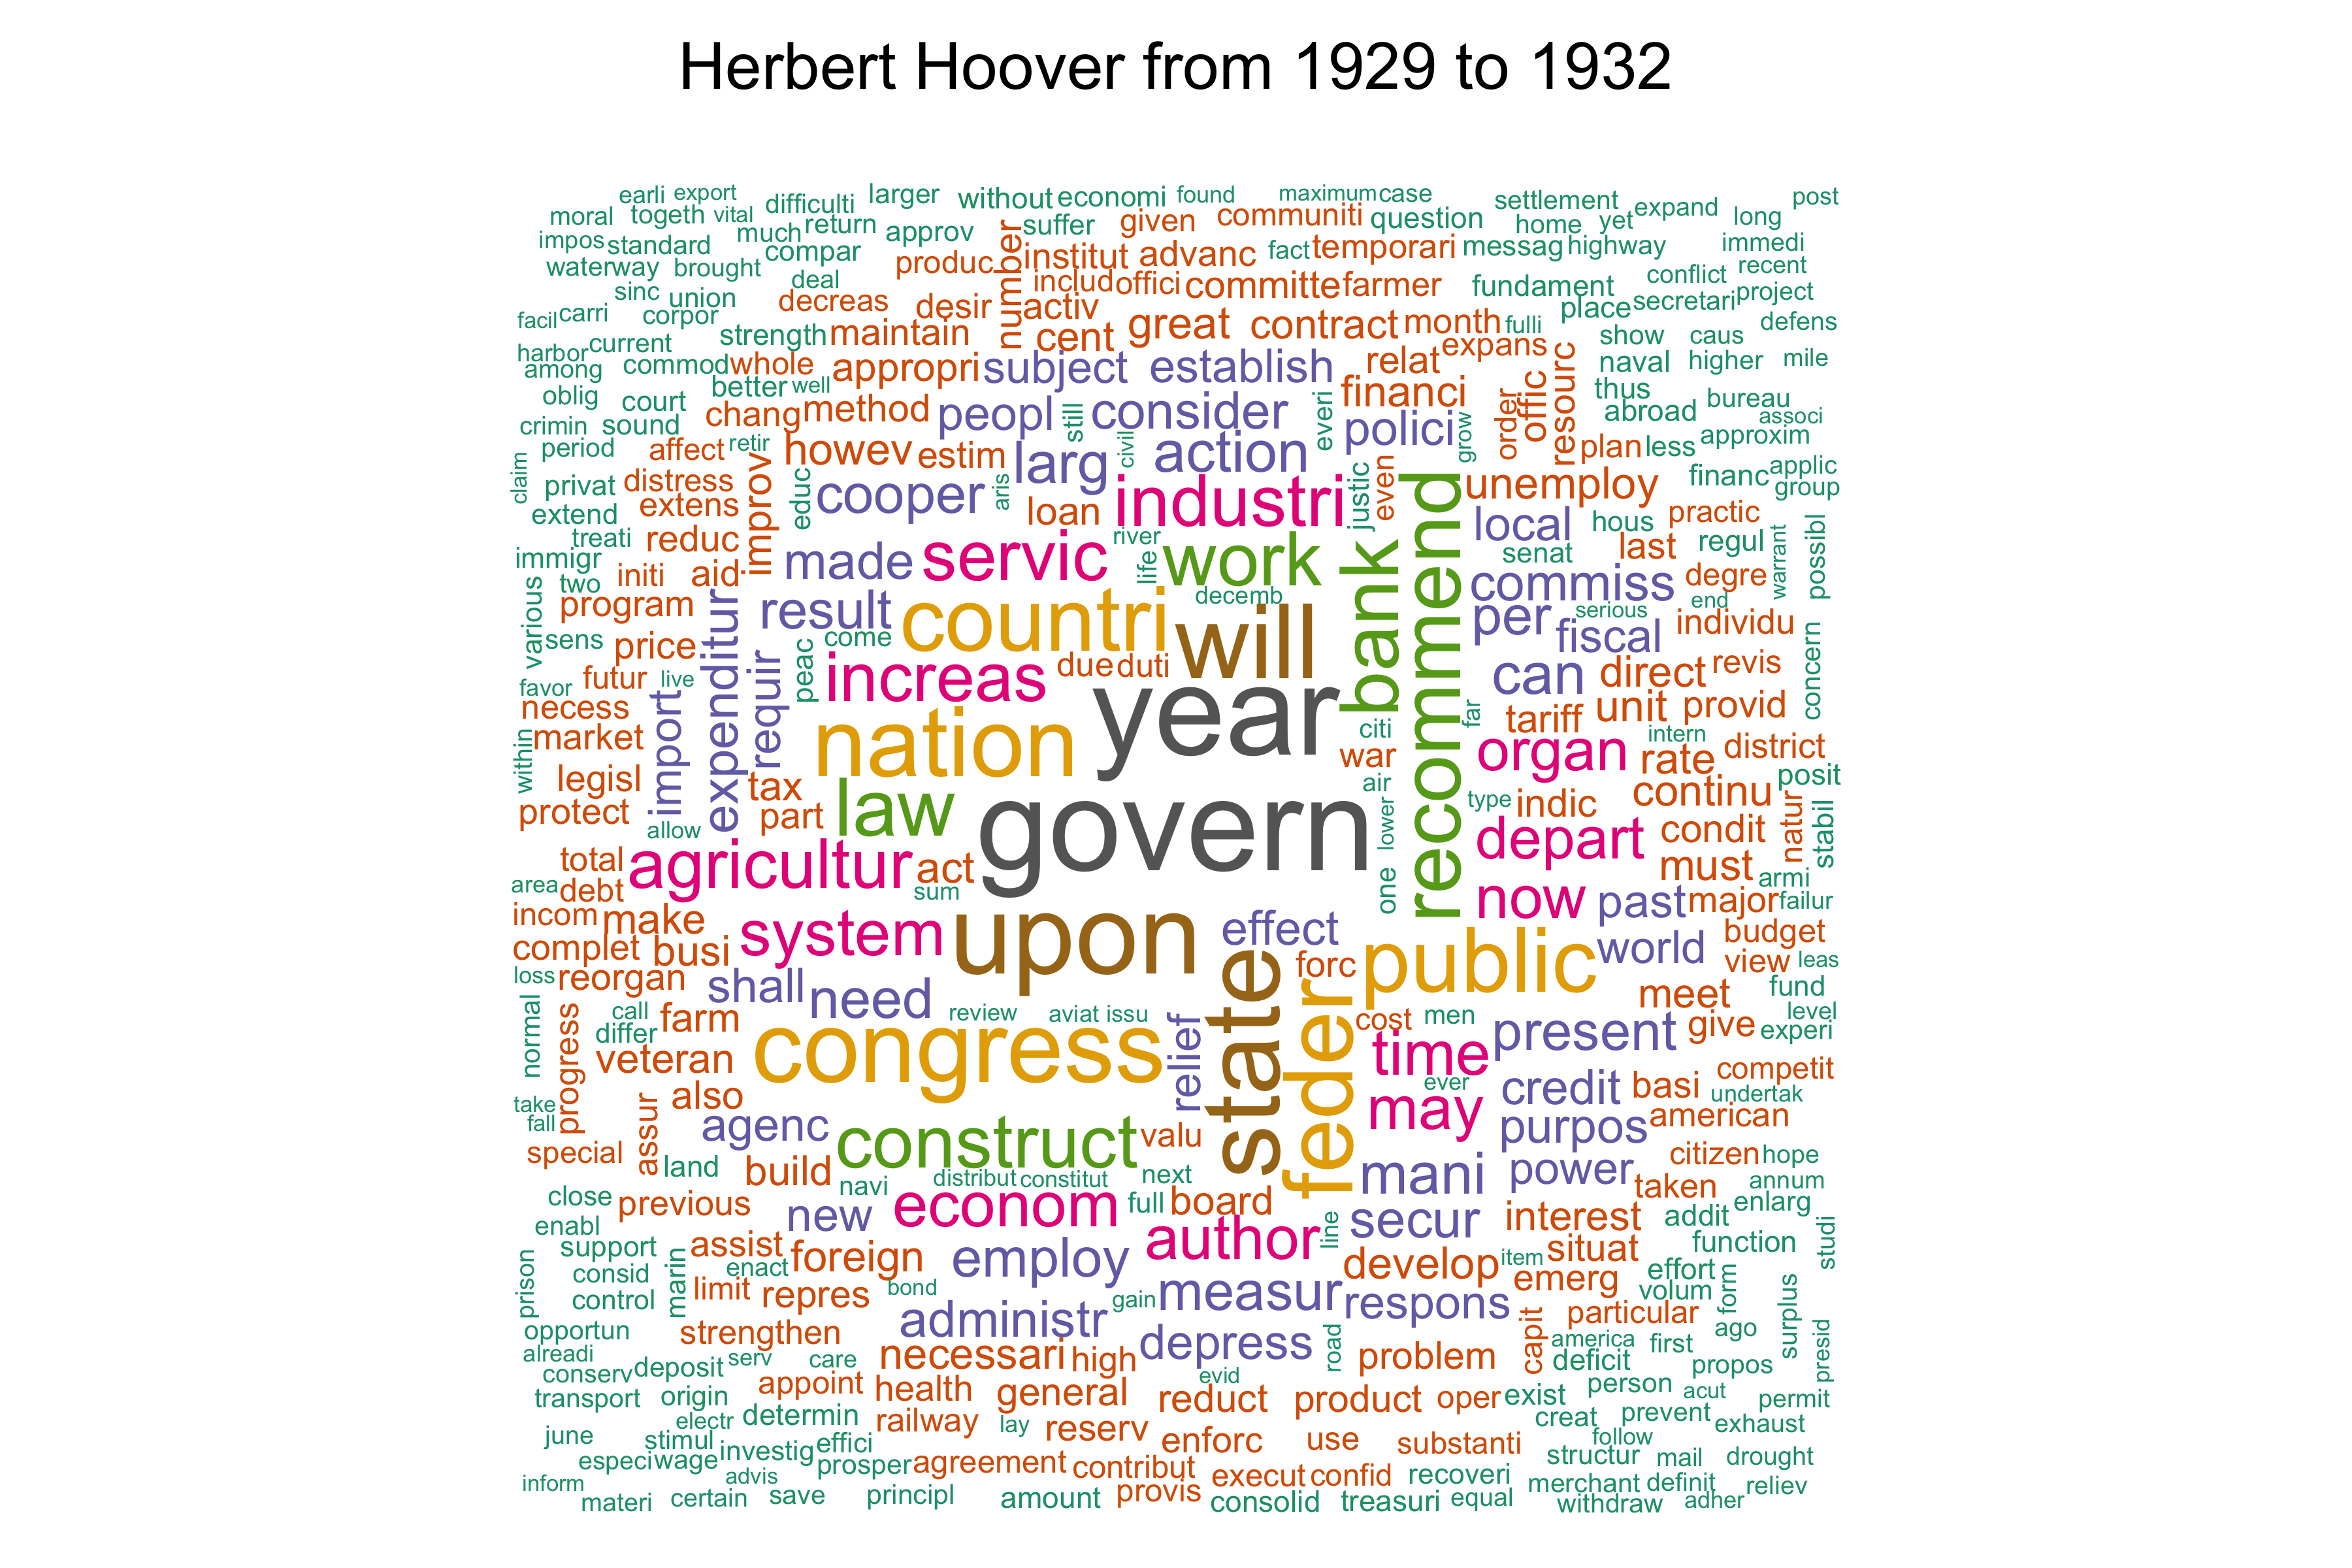 Herbert Hoover from 1929 to 1932
earli export difficulti larger without economi found maximum case settlement post
moral togeth vital much return approv suffer given communiti question home yet expand long
impos standard compar number institut advanc fact temporari messag highway immedi
waterway brought deal produc includ offici committe farmer fundament conflict recent
sinc union decreas desir activ place secretari project
facil carri corpor strength maintain cent great contract month fulli show caus defens
harbor current commod whole appropri subject establish relat expans naval higher mile
among better well financi offic resourc thus
oblig court chang method peopl still consider everi polici order abroad bureau associ
crimin sound grow
period affect retir howev estim larg civil action plan less approxim
claim privat distress improv educ cooper aris industri justic even unemploy financ applic group
extend extens loan recommend local hous practic
treati reduc made servic river work bank senat last regul warrant possibl
immigr two initi aid life commiss degre
various program expenditur result countri decemb will per serious end individu
sens price requir peac come fiscal concern
favor futur live increas due duti can direct revis
necess import year far tariff unit provid
within market nation citi war organ intern rate district
legisl tax air posit
protect part law govern lower type indic continu natur stabil
allow depart condit
total agricultur act must armi
area debt sum one now past major failur
incom make system upon effect public world budget
complet busi forc view leas
loss reorgan shall need state feder meet fund
normal call progress farm review aviat issu relief cost men present give level experi
differ veteran congress time
take also ever credit basi competit undertak
fall assur agenc construct valu may purpos american
special land build distribut constitut next mani power citizen hope
close previous navi econom full board taken annum
enabl new author line secur interest addit enlarg studi
support assist foreign employ develop item situat function
prison consid marin enact measur emerg effort form
control limit repres bond gain respons volum surplus
opportun strengthen administr depress road capit particular america first ago presid
alreadi deposit serv care necessari high problem deficit propos
conserv evid
transport origin appoint health general reduct product oper exist person acut permit
electr determin railway lay reserv creat prevent exhaust
june stimul effici enforc use substanti follow
especi wage investig prosper agreement contribut structur mail drought
inform advis execut confid recoveri merchant definit reliev
materi certain save principl amount provis consolid treasuri equal withdraw adher